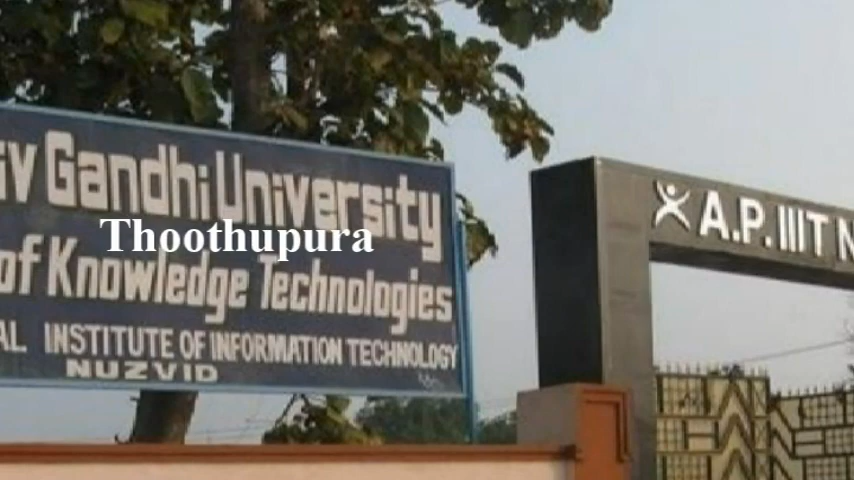 iv Gandhi University
Thoothupura
of Knowledge Technologies
AL INSTITUTE OF INFORMATION TECHNOLOGY
NUZVID
A.P. IIIT N